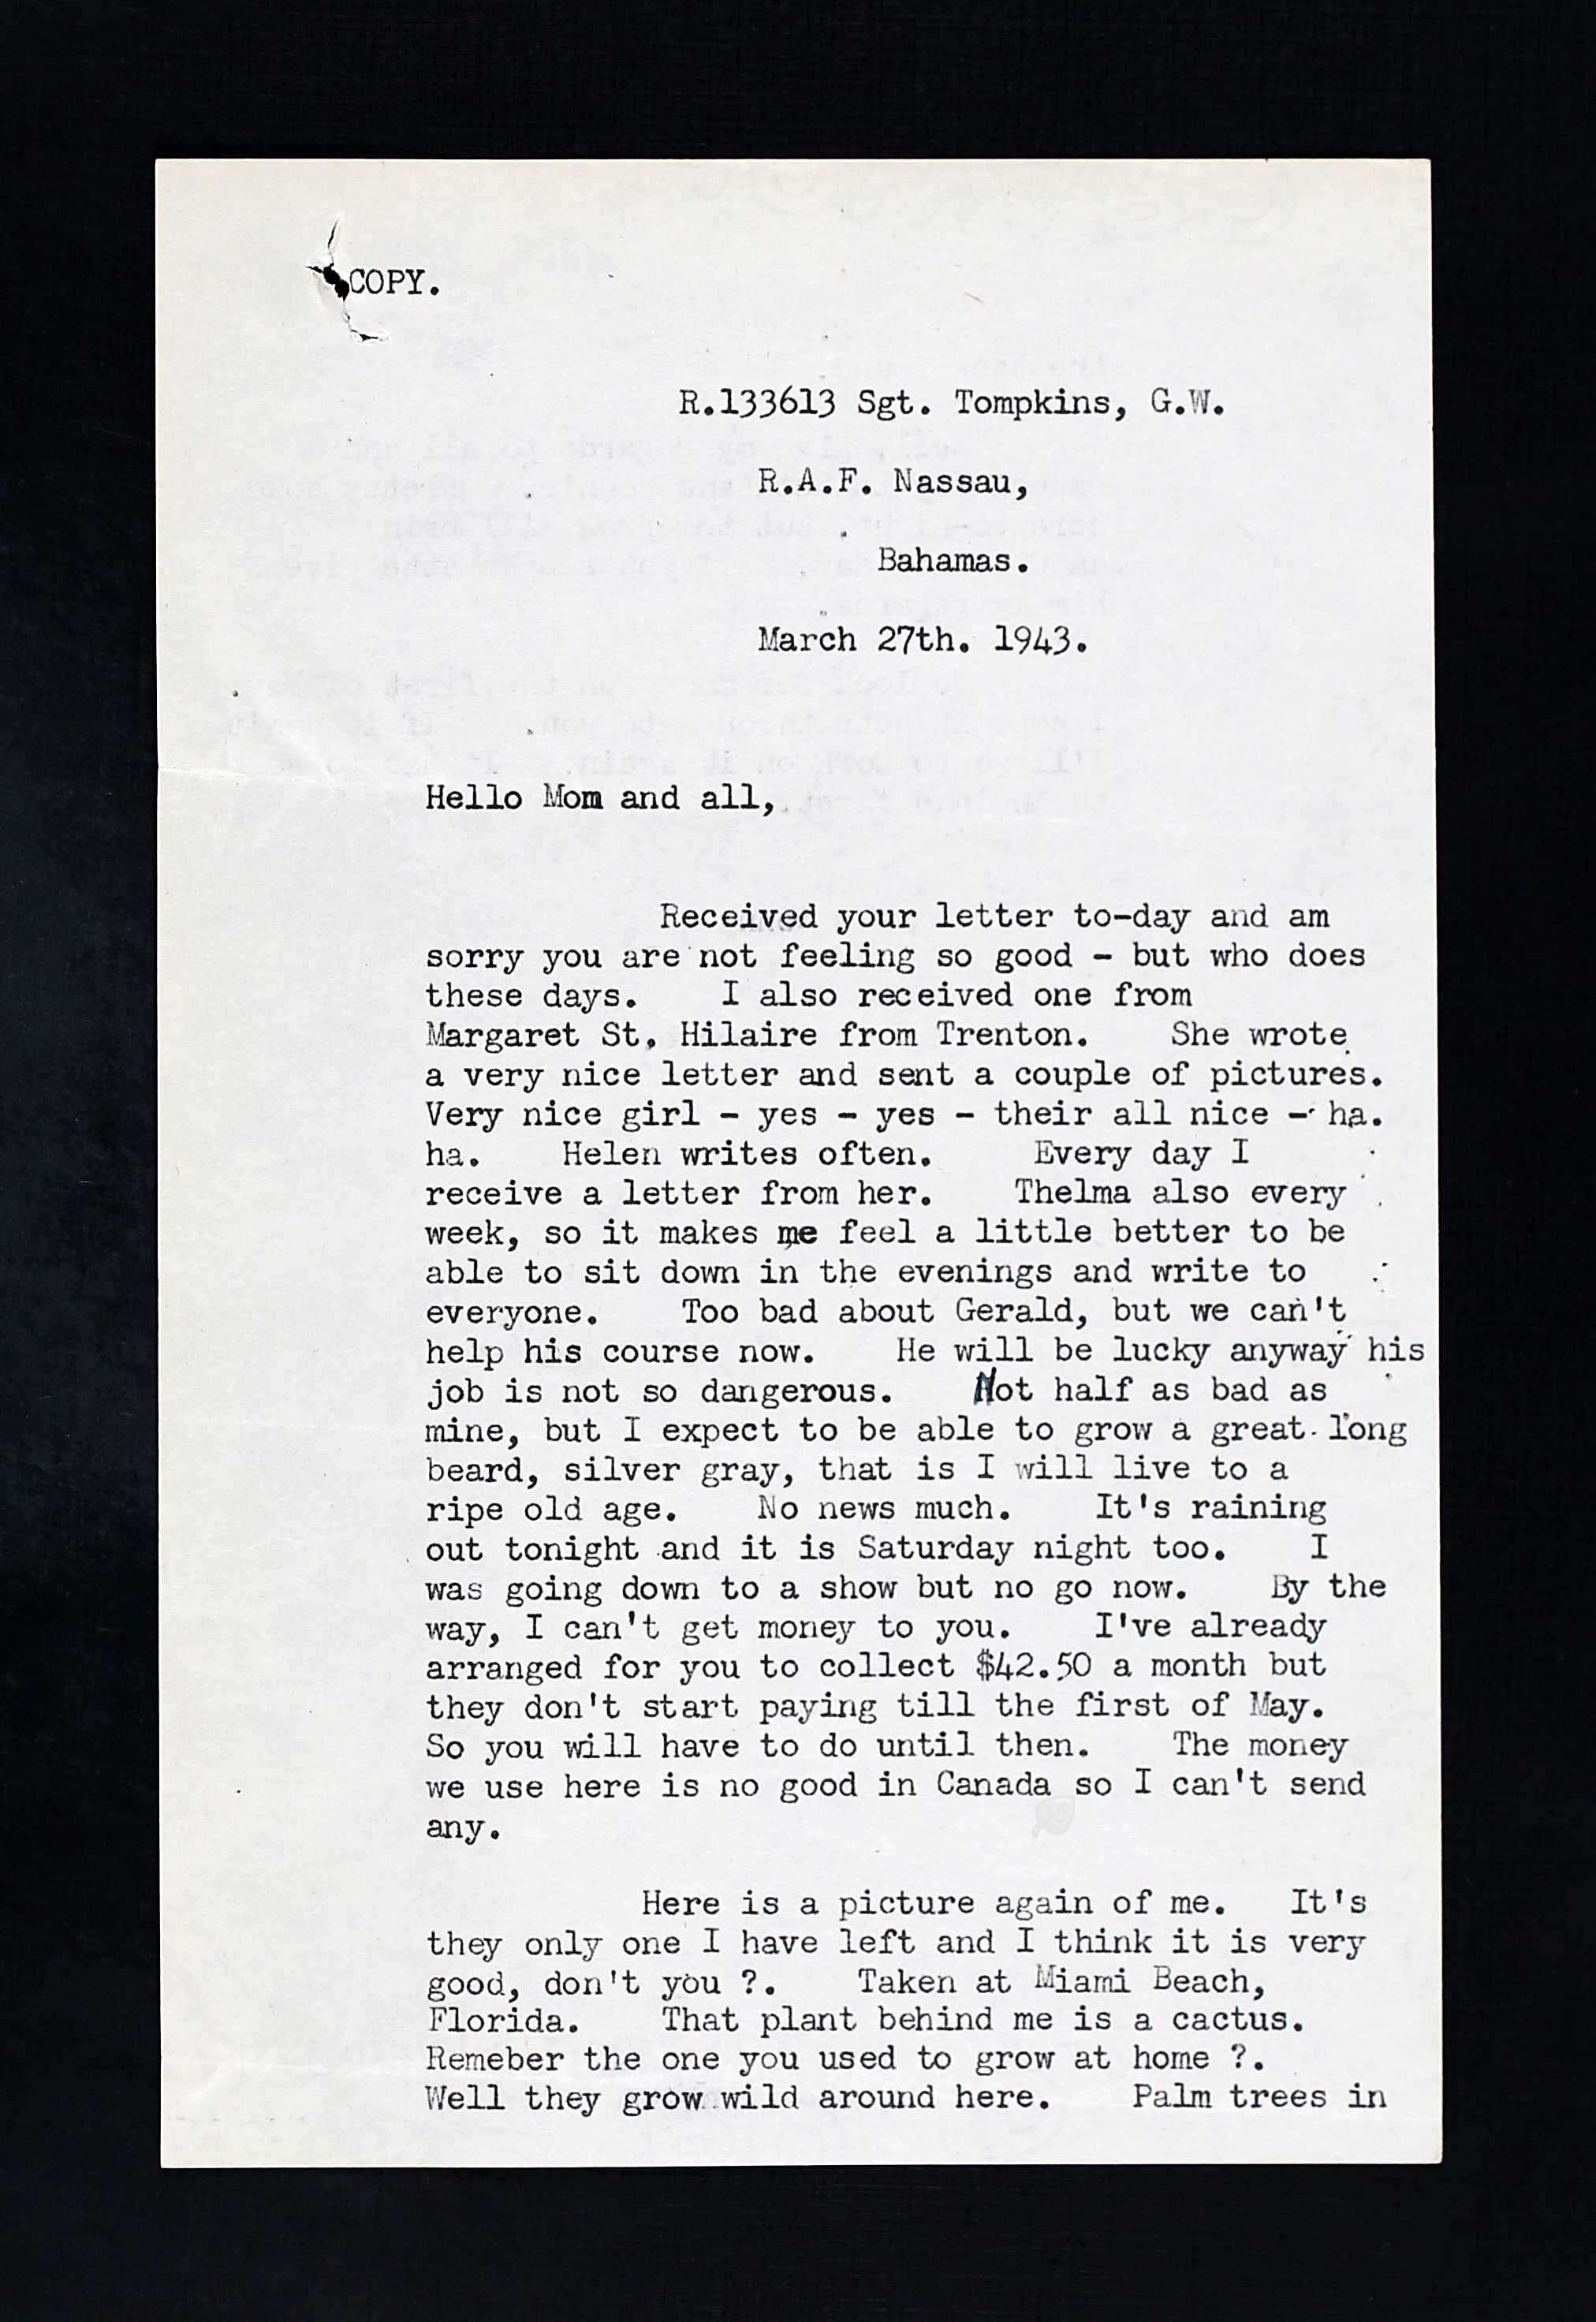 COPY.
R.133613 Sgt. Tompkins, G.W.
R.A.F. Nassau,
Bahamas.
March 27th. 1943.
Hello Mom and all,
Received your letter to-day and am
sorry you are not feeling so good - but who does
these days. I also received one from
Margaret St. Hilaire from Trenton. She wrote
a very nice letter and sent a couple of pictures.
Very nice girl - yes - yes - their all nice - ha.
ha. Helen writes often. Every day I
receive a letter from her. Thelma also every
week, so it makes me feel a little better to be
able to sit down in the evenings and write to
everyone. Too bad about Gerald, but we can't
help his course now. He will be lucky anyway his
job is not so dangerous. Not half as bad as
mine, but I expect to be able to grow a great long
beard, silver gray, that is I will live to a
ripe old age. No news much. It's raining
out tonight and it is Saturday night too. I
was going down to a show but no go now. By the
way, I can't get money to you. I've already
arranged for you to collect $42.50 a month but
they don't start paying till the first of May.
So you will have to do until then. The money
we use here is no good in Canada so I can't send
any.
Here is a picture again of me. It's
they only one I have left and I think it is very
good, don't you ?. Taken at Miami Beach,
Florida. That plant behind me is a cactus.
Remeber the one you used to grow at home ?.
Well they grow wild around here. Palm trees in